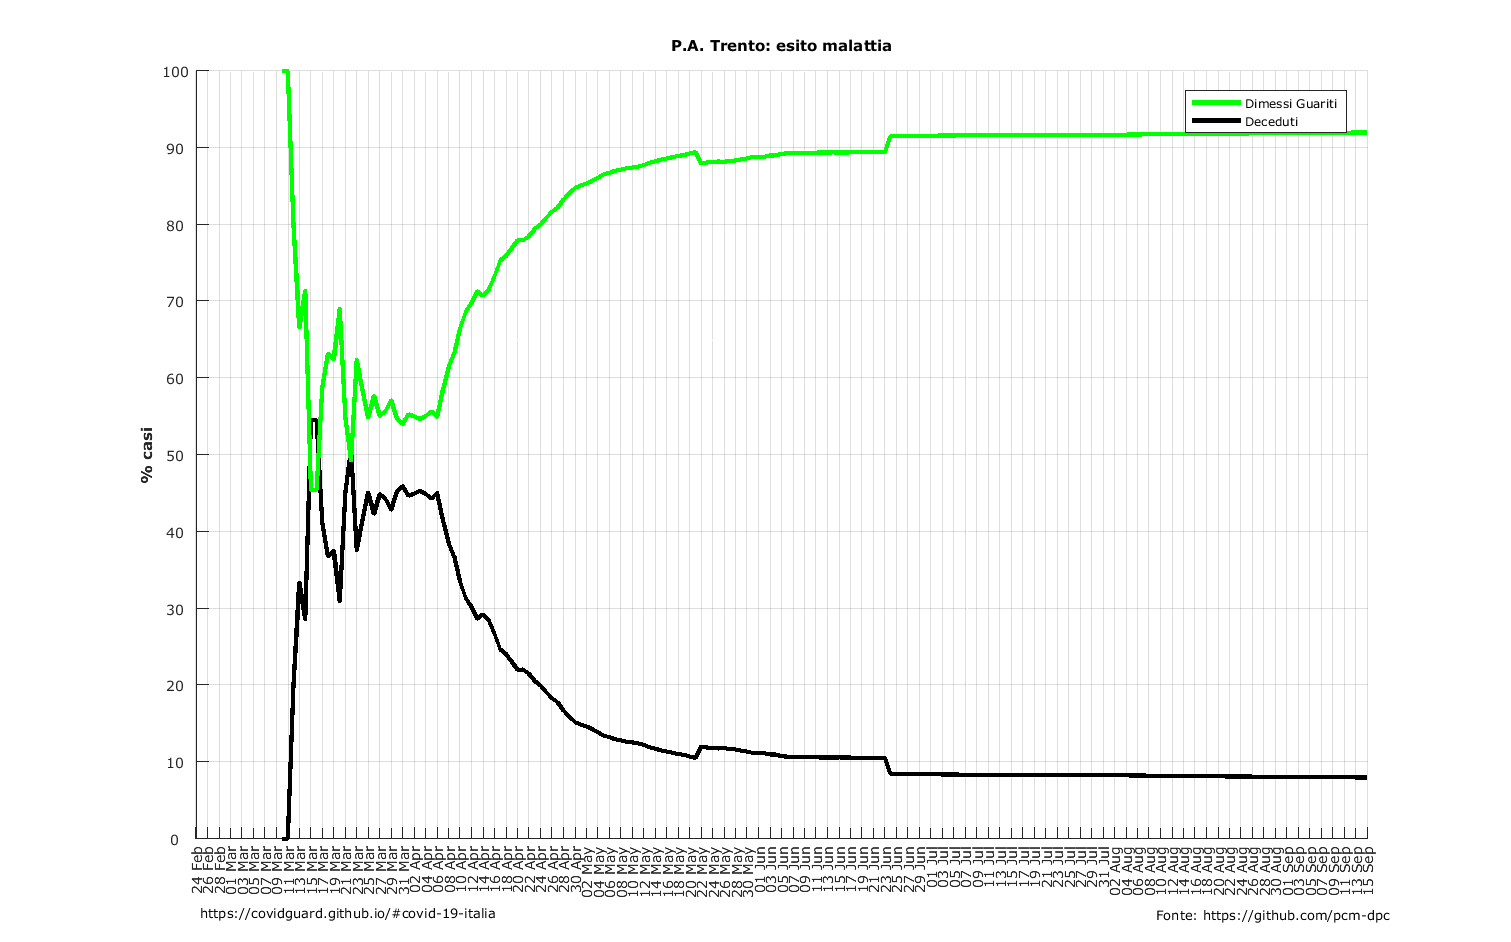 P.A. Trento: esito malattia
100
90
80
70
60
50
40
30
20
10
0
% casi
Dimessi Guariti
Deceduti
24 Feb
26 Feb
28 Feb
01 Mar
03 Mar
05 Mar
07 Mar
09 Mar
11 Mar
13 Mar
15 Mar
17 Mar
19 Mar
21 Mar
23 Mar
25 Mar
27 Mar
29 Mar
31 Mar
02 Apr
04 Apr
06 Apr
08 Apr
10 Apr
12 Apr
14 Apr
16 Apr
18 Apr
20 Apr
22 Apr
24 Apr
26 Apr
28 Apr
30 Apr
02 May
04 May
06 May
08 May
10 May
12 May
14 May
16 May
18 May
20 May
22 May
24 May
26 May
28 May
30 May
01 Jun
03 Jun
05 Jun
07 Jun
09 Jun
11 Jun
13 Jun
15 Jun
17 Jun
19 Jun
21 Jun
23 Jun
25 Jun
27 Jun
29 Jun
01 Jul
03 Jul
05 Jul
07 Jul
09 Jul
11 Jul
13 Jul
15 Jul
17 Jul
19 Jul
21 Jul
23 Jul
25 Jul
27 Jul
29 Jul
31 Jul
02 Aug
04 Aug
06 Aug
08 Aug
10 Aug
12 Aug
14 Aug
16 Aug
18 Aug
20 Aug
22 Aug
24 Aug
26 Aug
28 Aug
30 Aug
01 Sep
03 Sep
05 Sep
07 Sep
09 Sep
11 Sep
13 Sep
15 Sep
https://covidguard.github.io/#covid-19-italia
Fonte: https://github.com/pcm-dpc